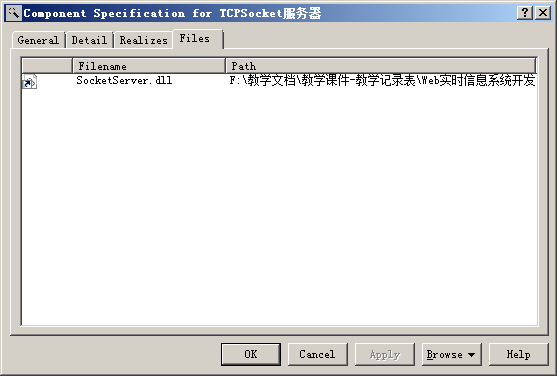 Component Specification for TCPSocket服务器
General Detail Realizes Files
Filename Path
SocketServer.dll F:\教学文档\教学课件-教学记录表\Web实时信息系统开发
OK Cancel Apply Browse Help